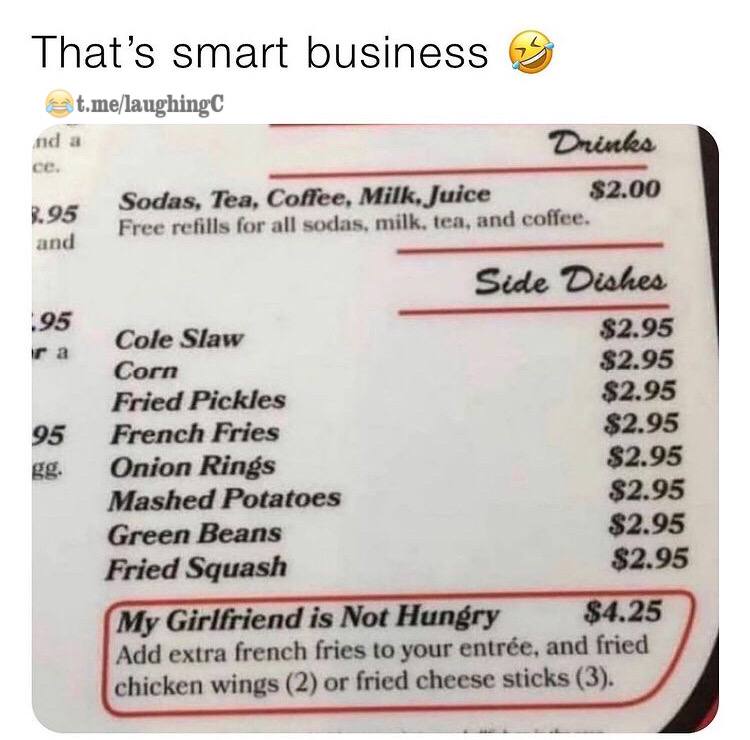 That's smart business 🤣
😂t.me/laughingC
nd a
ce.
Drinks
.95
and
Sodas, Tea, Coffee, Milk, Juice $2.00
Free refills for all sodas, milk, tea, and coffee.
Side Dishes
.95
r a
95
gg.
Cole Slaw $2.95
Corn $2.95
Fried Pickles $2.95
French Fries $2.95
Onion Rings $2.95
Mashed Potatoes $2.95
Green Beans $2.95
Fried Squash $2.95
My Girlfriend is Not Hungry $4.25
Add extra french fries to your entrée, and fried
chicken wings (2) or fried cheese sticks (3).